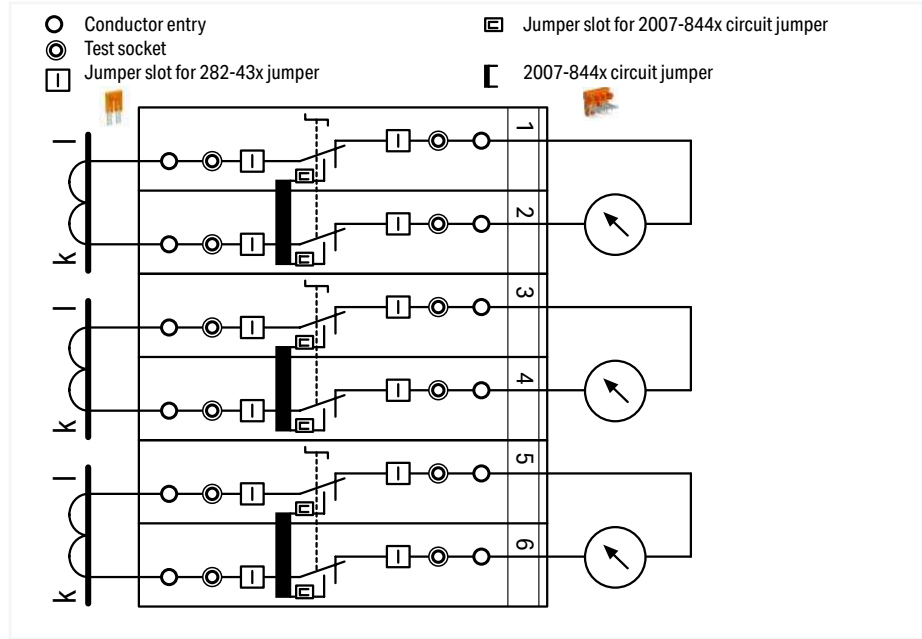 Conductor entry
Jumper slot for 2007-844x circuit jumper
Test socket
Jumper slot for 282-43x jumper
2007-844x circuit jumper
l
k
1
2
l
k
3
4
l
k
5
6